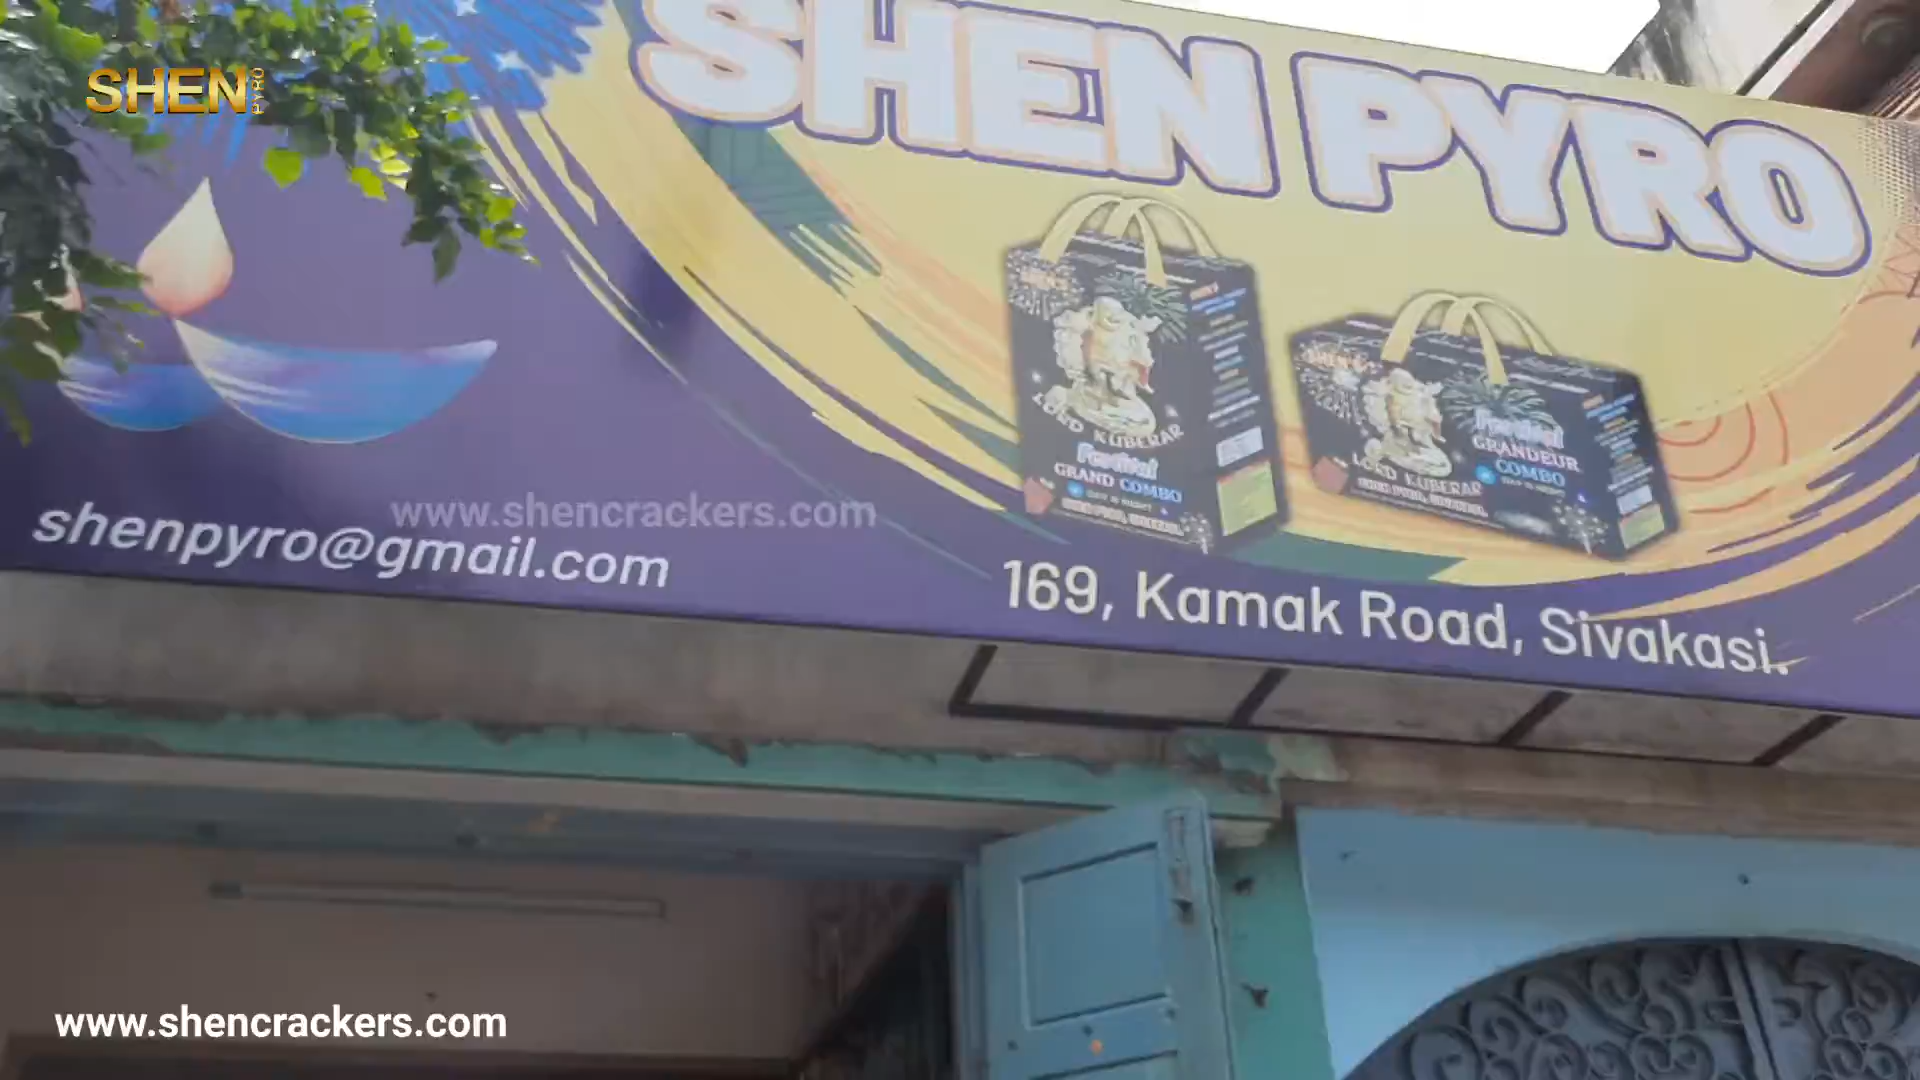 SHEN PYRO
SHEN PYRO
LORD KUBERAR
Festival
GRAND COMBO
SHEN'S
LORD KUBERAR
Festival
GRANDEUR
COMBO
www.shencrackers.com
shenpyro@gmail.com
169, Kamak Road, Sivakasi.
www.shencrackers.com